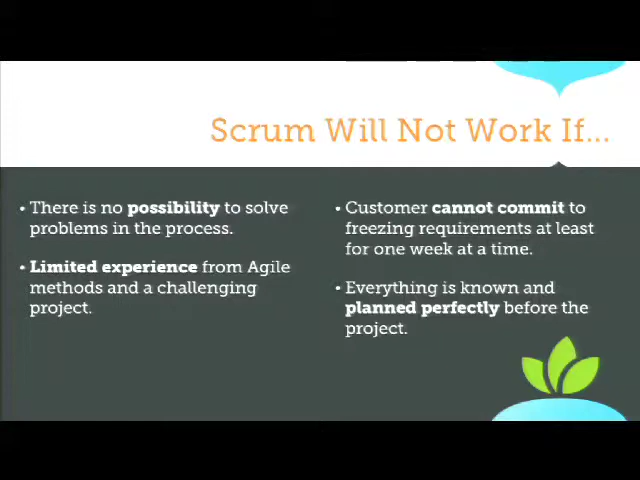 Scrum Will Not Work If...
• There is no possibility to solve
problems in the process.
• Limited experience from Agile
methods and a challenging
project.
• Customer cannot commit to
freezing requirements at least
for one week at a time.
• Everything is known and
planned perfectly before the
project.